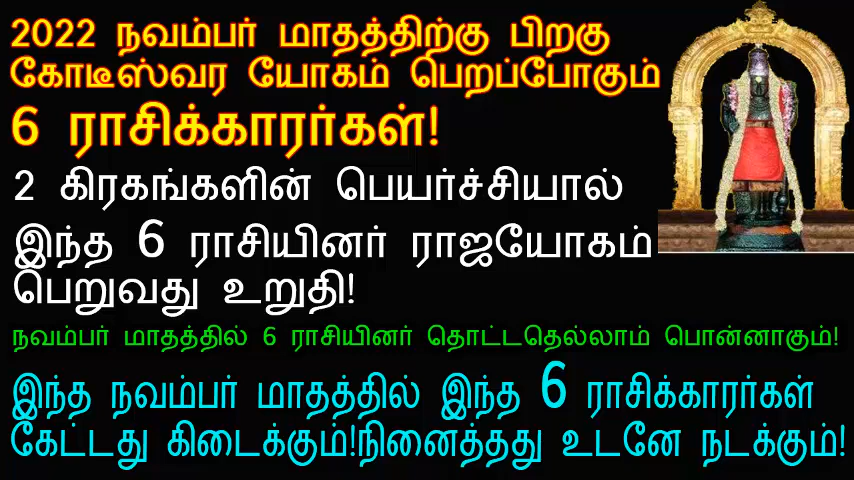 2022 நவம்பர் மாதத்திற்கு பிறகு
கோடீஸ்வர யோகம் பெறப்போகும்
6 ராசிக்காரர்கள்!
2 கிரகங்களின் பெயர்ச்சியால்
இந்த 6 ராசியினர் ராஜயோகம்
பெறுவது உறுதி!
நவம்பர் மாதத்தில் 6 ராசியினர் தொட்டதெல்லாம் பொன்னாகும்!
இந்த நவம்பர் மாதத்தில் இந்த 6 ராசிக்காரர்கள்
கேட்டது கிடைக்கும்!நினைத்தது உடனே நடக்கும்!